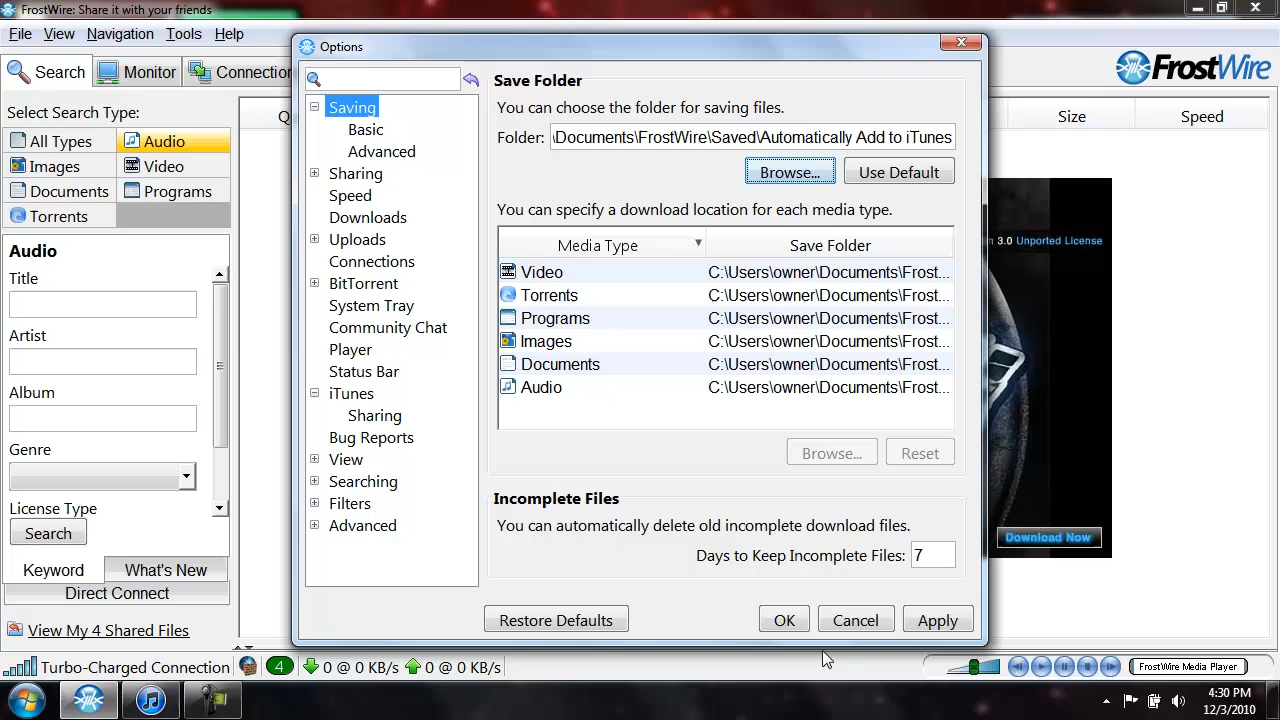 FrostWire: Share it with your friends
File View Navigation Tools Help
Search Monitor Connection
FrostWire
Select Search Type:
All Types Audio
Images Video
Documents Programs
Torrents
Audio
Title
Artist
Album
Genre
License Type
Search
Keyword What's New
Direct Connect
View My 4 Shared Files
Size Speed
Options
Saving
Basic
Advanced
Sharing
Speed
Downloads
Uploads
Connections
BitTorrent
System Tray
Community Chat
Player
Status Bar
iTunes
Sharing
Bug Reports
View
Searching
Filters
Advanced
Save Folder
You can choose the folder for saving files.
Folder: \Documents\FrostWire\Saved\Automatically Add to iTunes
Browse... Use Default
You can specify a download location for each media type.
Media Type Save Folder
Video C:\Users\owner\Documents\Frost...
Torrents C:\Users\owner\Documents\Frost...
Programs C:\Users\owner\Documents\Frost...
Images C:\Users\owner\Documents\Frost...
Documents C:\Users\owner\Documents\Frost...
Audio C:\Users\owner\Documents\Frost...
Browse... Reset
Incomplete Files
You can automatically delete old incomplete download files.
Days to Keep Incomplete Files: 7
Restore Defaults OK Cancel Apply
n 3.0 Unported License
Download Now
Turbo-Charged Connection 4 0 @ 0 KB/s 0 @ 0 KB/s
FrostWire Media Player
4:30 PM
12/3/2010